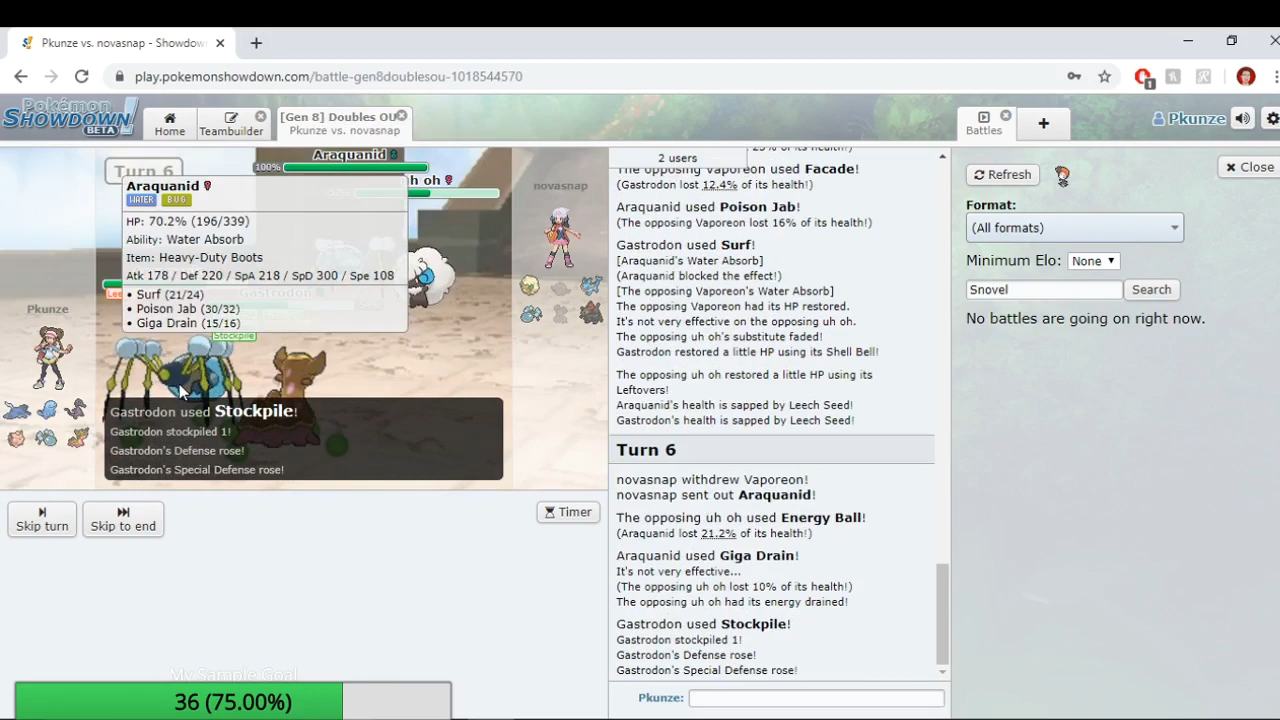 Pkunze vs. novasnap - Showdow
play.pokemonshowdown.com/battle-gen8doublesou-1018544570
1
Pokémon
SHOWDOWN!
BETA
Home
Teambuilder
[Gen 8] Doubles OU
Pkunze vs. novasnap
Battles
+
Pkunze
Turn 6
Araquanid
100%
h oh
Araquanid
WATER BUG
HP: 70.2% (196/339)
Ability: Water Absorb
Item: Heavy-Duty Boots
Atk 178 / Def 220 / SpA 218 / SpD 300 / Spe 108
• Surf (21/24)
• Poison Jab (30/32)
• Giga Drain (15/16)
Gastrodon
Lee
Stockpile
Pkunze
novasnap
Gastrodon used Stockpile!
Gastrodon stockpiled 1!
Gastrodon's Defense rose!
Gastrodon's Special Defense rose!
Skip turn
Skip to end
Timer
My Sample Goal
36 (75.00%)
2 users
The opposing Vaporeon used Facade!
(Gastrodon lost 12.4% of its health!)
Araquanid used Poison Jab!
(The opposing Vaporeon lost 16% of its health!)
Gastrodon used Surf!
[Araquanid's Water Absorb]
(Araquanid blocked the effect!)
[The opposing Vaporeon's Water Absorb]
The opposing Vaporeon had its HP restored.
It's not very effective on the opposing uh oh.
The opposing uh oh's substitute faded!
Gastrodon restored a little HP using its Shell Bell!
The opposing uh oh restored a little HP using its
Leftovers!
Araquanid's health is sapped by Leech Seed!
Gastrodon's health is sapped by Leech Seed!
Turn 6
novasnap withdrew Vaporeon!
novasnap sent out Araquanid!
The opposing uh oh used Energy Ball!
(Araquanid lost 21.2% of its health!)
Araquanid used Giga Drain!
It's not very effective...
(The opposing uh oh lost 10% of its health!)
The opposing uh oh had its energy drained!
Gastrodon used Stockpile!
Gastrodon stockpiled 1!
Gastrodon's Defense rose!
Gastrodon's Special Defense rose!
Pkunze:
Refresh
Close
Format:
(All formats)
Minimum Elo: None
Snovel
Search
No battles are going on right now.